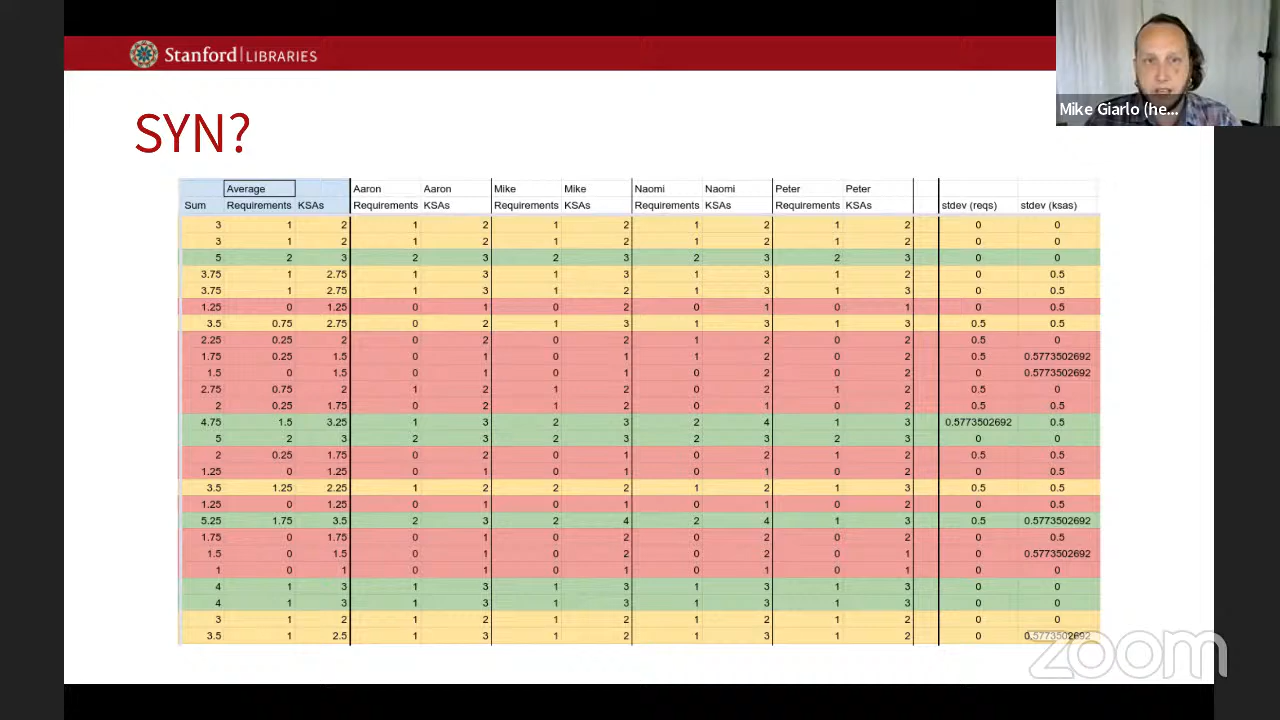 Stanford LIBRARIES
Mike Giarlo (he...
SYN?
Average Aaron Aaron Mike Mike Naomi Naomi Peter Peter
Sum Requirements KSAs Requirements KSAs Requirements KSAs Requirements KSAs Requirements KSAs stdev (reqs) stdev (ksas)
3 1 2 1 2 1 2 1 2 1 2 0 0
3 1 2 1 2 1 2 1 2 1 2 0 0
5 2 3 2 3 2 3 2 3 2 3 0 0
3.75 1 2.75 1 3 1 3 1 3 1 2 0 0.5
3.75 1 2.75 1 3 1 2 1 3 1 3 0 0.5
1.25 0 1.25 0 1 0 2 0 1 0 1 0 0.5
3.5 0.75 2.75 0 2 1 3 1 3 1 3 0.5 0.5
2.25 0.25 2 0 2 0 2 1 2 0 2 0.5 0
1.75 0.25 1.5 0 1 0 1 1 2 0 2 0.5 0.5773502692
1.5 0 1.5 0 1 0 1 0 2 0 2 0 0.5773502692
2.75 0.75 2 1 2 1 2 0 2 1 2 0.5 0
2 0.25 1.75 0 2 1 2 0 1 0 2 0.5 0.5
4.75 1.5 3.25 1 3 2 3 2 4 1 3 0.5773502692 0.5
5 2 3 2 3 2 3 2 3 2 3 0 0
2 0.25 1.75 0 2 0 1 0 2 1 2 0.5 0.5
1.25 0 1.25 0 1 0 1 0 1 0 2 0 0.5
3.5 1.25 2.25 1 2 2 2 1 2 1 3 0.5 0.5
1.25 0 1.25 0 1 0 1 0 1 0 2 0 0.5
5.25 1.75 3.5 2 3 2 4 2 4 1 3 0.5 0.5773502692
1.75 0 1.75 0 1 0 2 0 2 0 2 0 0.5
1.5 0 1.5 0 1 0 2 0 2 0 1 0 0.5773502692
1 0 1 0 1 0 1 0 1 0 1 0 0
4 1 3 1 3 1 3 1 3 1 3 0 0
4 1 3 1 3 1 3 1 3 1 3 0 0
3 1 2 1 2 1 2 1 2 1 2 0 0
3.5 1 2.5 1 3 1 2 1 3 1 2 0 0.5773502692
zoom